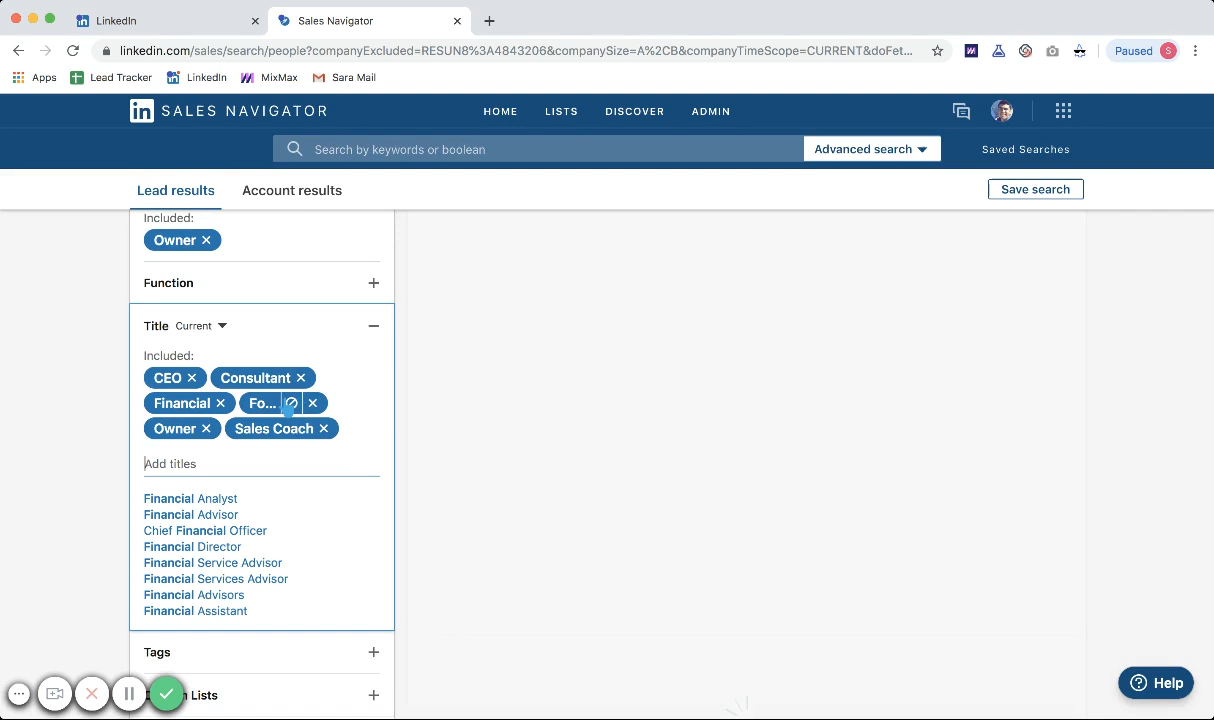 LinkedIn
Sales Navigator
linkedin.com/sales/search/people?companyExcluded=RESUN8%3A4843206&companySize=A%2CB&companyTimeScope=CURRENT&doFet...
Paused S
Apps Lead Tracker LinkedIn MixMax Sara Mail
in SALES NAVIGATOR
HOME LISTS DISCOVER ADMIN
Search by keywords or boolean
Advanced search
Saved Searches
Lead results Account results
Save search
Included:
Owner
Function
Title Current
Included:
CEO Consultant
Financial Fo...
Owner Sales Coach
Add titles
Financial Analyst
Financial Advisor
Chief Financial Officer
Financial Director
Financial Service Advisor
Financial Services Advisor
Financial Advisors
Financial Assistant
Tags
Lists
Help